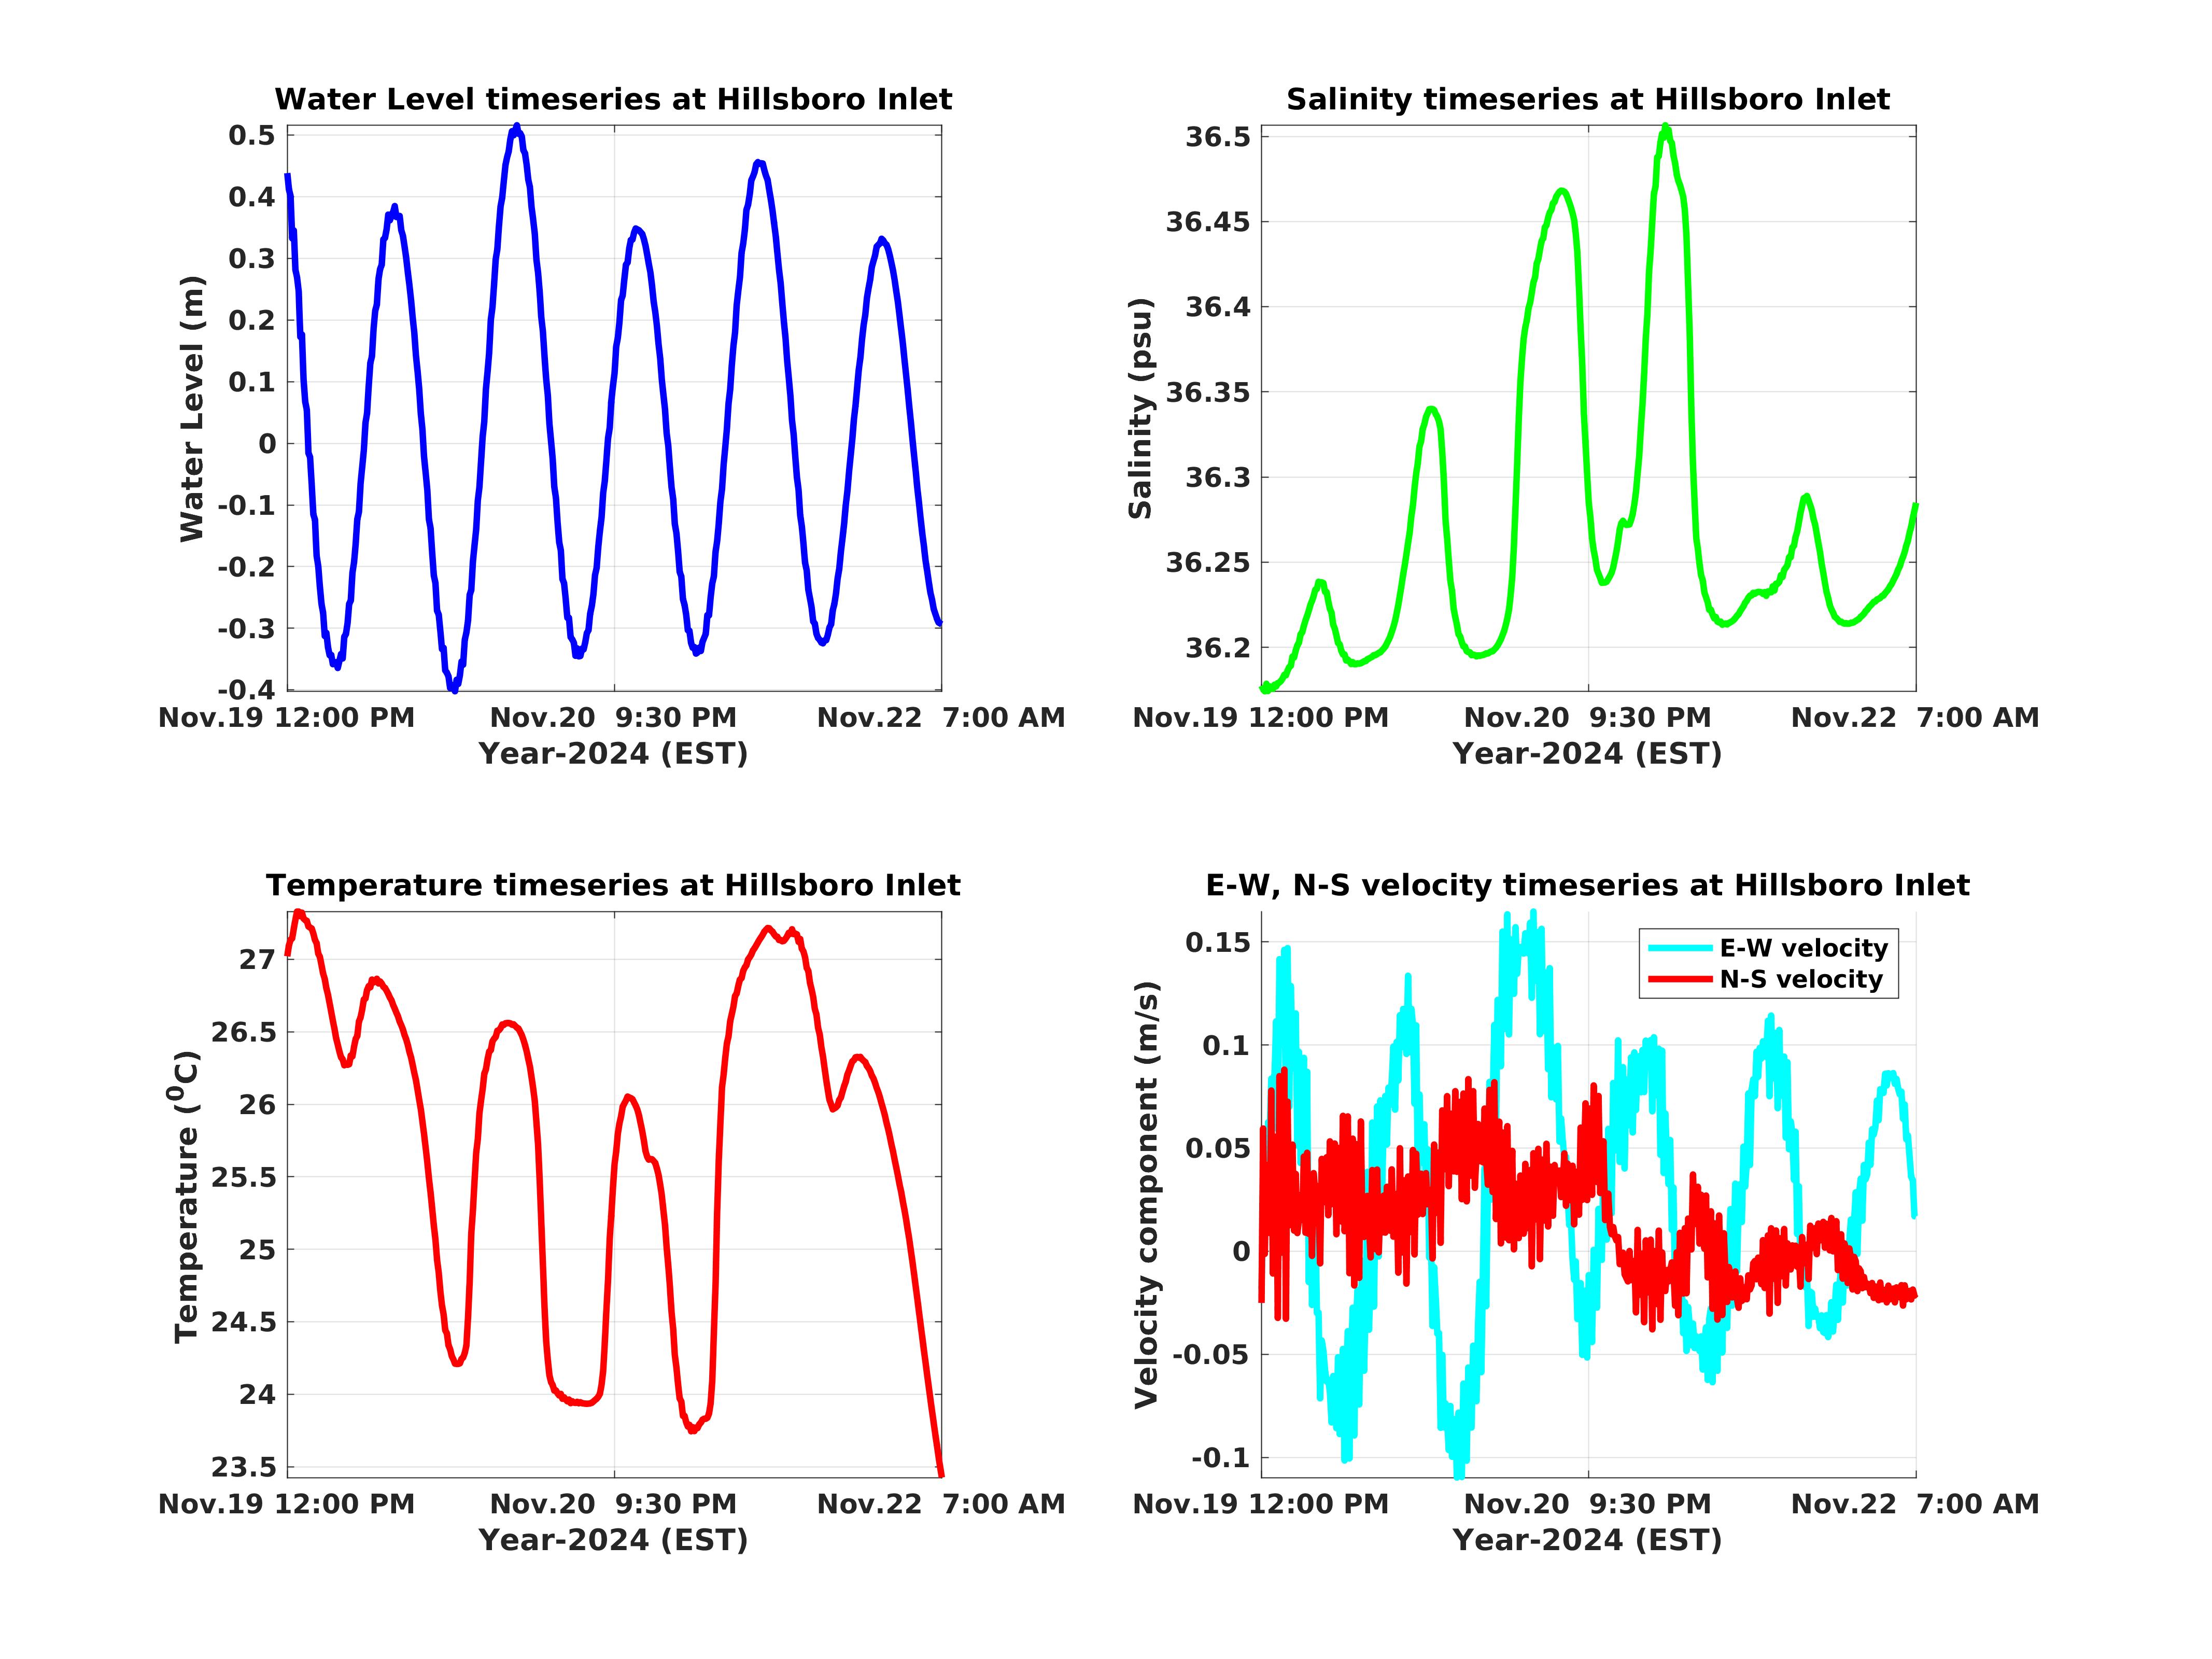 Water Level timeseries at Hillsboro Inlet
0.5
0.4
0.3
0.2
0.1
0
-0.1
-0.2
-0.3
-0.4
Water Level (m)
Nov.19 12:00 PM Nov.20 9:30 PM Nov.22 7:00 AM
Year-2024 (EST)
Salinity timeseries at Hillsboro Inlet
36.5
36.45
36.4
36.35
36.3
36.25
36.2
Salinity (psu)
Nov.19 12:00 PM Nov.20 9:30 PM Nov.22 7:00 AM
Year-2024 (EST)
Temperature timeseries at Hillsboro Inlet
27
26.5
26
25.5
25
24.5
24
23.5
Temperature (⁰C)
Nov.19 12:00 PM Nov.20 9:30 PM Nov.22 7:00 AM
Year-2024 (EST)
E-W, N-S velocity timeseries at Hillsboro Inlet
E-W velocity
N-S velocity
0.15
0.1
0.05
0
-0.05
-0.1
Velocity component (m/s)
Nov.19 12:00 PM Nov.20 9:30 PM Nov.22 7:00 AM
Year-2024 (EST)